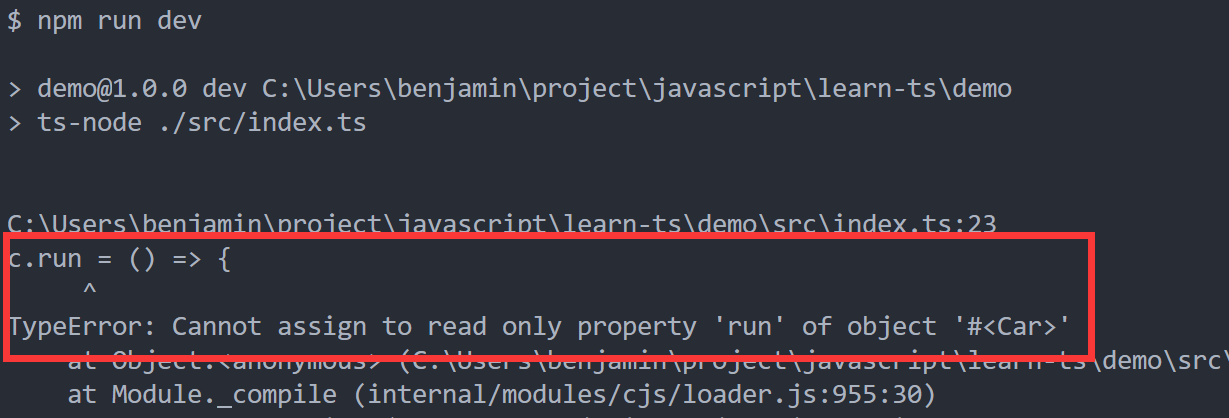 $ npm run dev
> demo@1.0.0 dev C:\Users\benjamin\project\javascript\learn-ts\demo
> ts-node ./src/index.ts
C:\Users\benjamin\project\javascript\learn-ts\demo\src\index.ts:23
c.run = () => {
^
TypeError: Cannot assign to read only property 'run' of object '#<Car>'
at Object.<anonymous> (C:\Users\benjamin\project\javascript\learn-ts\demo\src\
at Module._compile (internal/modules/cjs/loader.js:955:30)